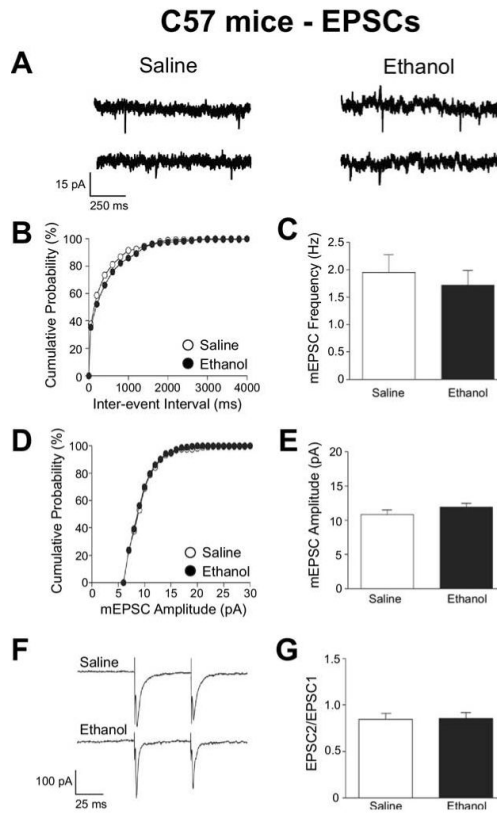 C57 mice - EPSCs
A
Saline
Ethanol
15 pA
250 ms
B
Cumulative Probability (%)
100
80
60
40
20
0
0 1000 2000 3000 4000
Inter-event Interval (ms)
Saline
Ethanol
C
mEPSC Frequency (Hz)
2.5
2.0
1.5
1.0
0.5
0
Saline Ethanol
D
Cumulative Probability (%)
100
80
60
40
20
0
0 5 10 15 20 25 30
mEPSC Amplitude (pA)
Saline
Ethanol
E
mEPSC Amplitude (pA)
20
15
10
5
0
Saline Ethanol
F
Saline
Ethanol
100 pA
25 ms
G
EPSC2/EPSC1
1.5
1.0
0.5
0
Saline Ethanol